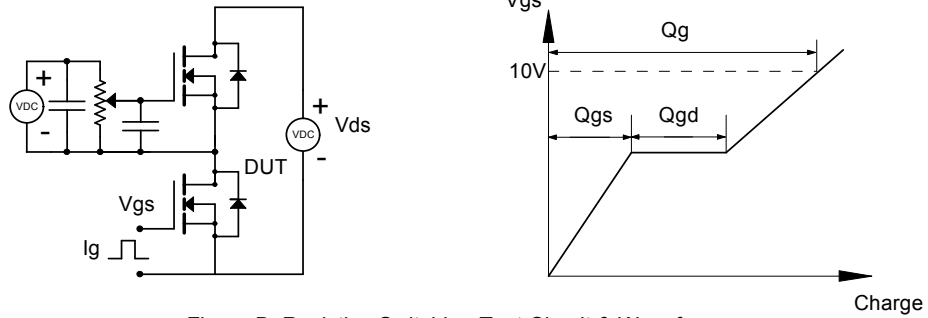 Vgs
Qg
10V
Qgs
Qgd
Charge
+
VDC
-
+
VDC
-
Vds
DUT
Vgs
Ig